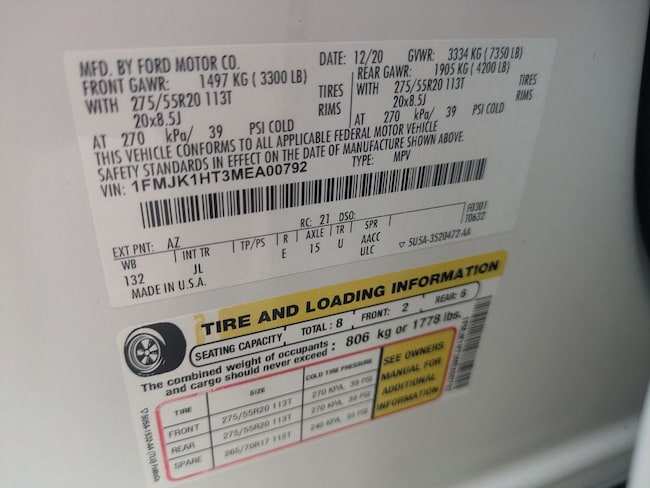 MFD. BY FORD MOTOR CO.
DATE: 12/20 GVWR: 3334 KG ( 7350 LB)
FRONT GAWR: 1497 KG ( 3300 LB)
REAR GAWR: 1905 KG ( 4200 LB)
WITH 275/55R20 113T TIRES
WITH 275/55R20 113T TIRES
20x8.5J RIMS
20x8.5J RIMS
AT 270 kPa/ 39 PSI COLD
AT 270 kPa/ 39 PSI COLD
THIS VEHICLE CONFORMS TO ALL APPLICABLE FEDERAL MOTOR VEHICLE
SAFETY STANDARDS IN EFFECT ON THE DATE OF MANUFACTURE SHOWN ABOVE.
VIN: 1FMJK1HT3MEA00792 TYPE: MPV
EXT PNT: AZ RC: 21 DSO: F0301
T0632
WB INT TR TP/PS R AXLE TR SPR
132 JL E 15 U AACC
ULC
MADE IN U.S.A. 5U5A-3520472-AA
TIRE AND LOADING INFORMATION
SEATING CAPACITY TOTAL: 8 FRONT: 2 REAR: 6
The combined weight of occupants
and cargo should never exceed : 806 kg or 1778 lbs.
TIRE SIZE COLD TIRE PRESSURE
FRONT 275/55R20 113T 270 KPA, 39 PSI
REAR 275/55R20 113T 270 KPA, 39 PSI
SPARE 265/70R17 115T 240 KPA, 35 PSI
SEE OWNERS
MANUAL FOR
ADDITIONAL
INFORMATION